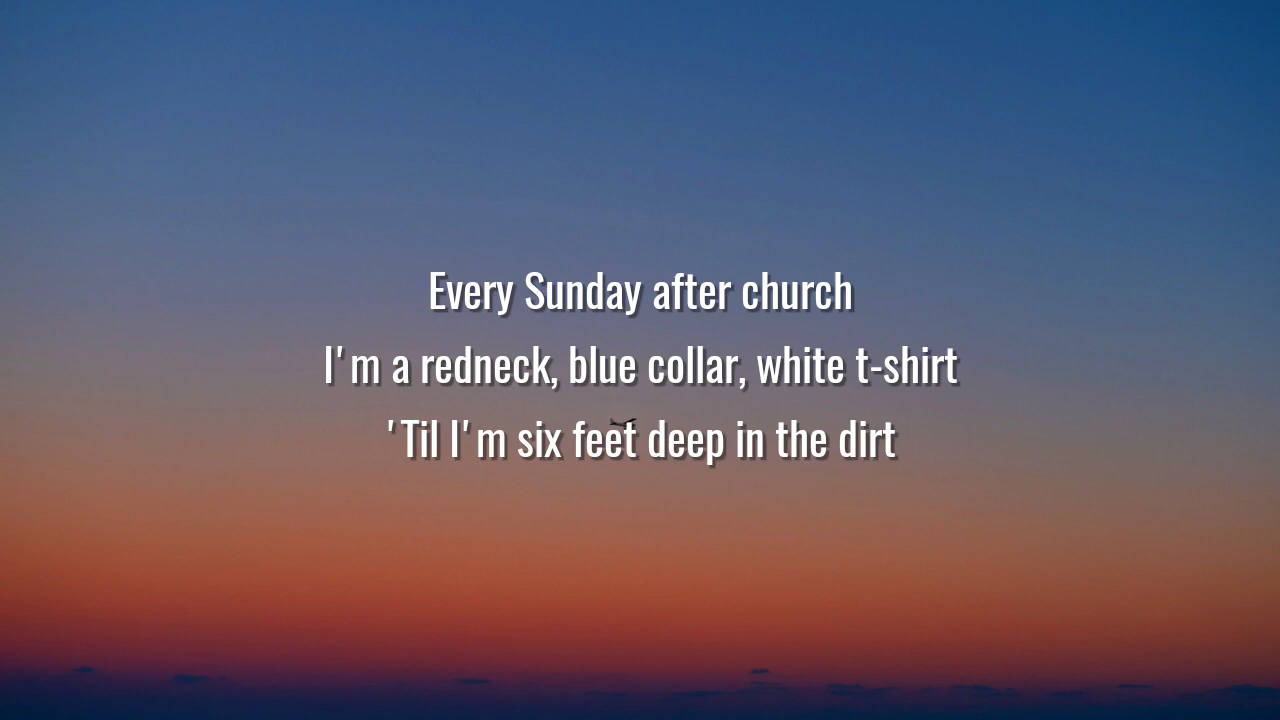 Every Sunday after church
I'm a redneck, blue collar, white t-shirt
'Til I'm six feet deep in the dirt